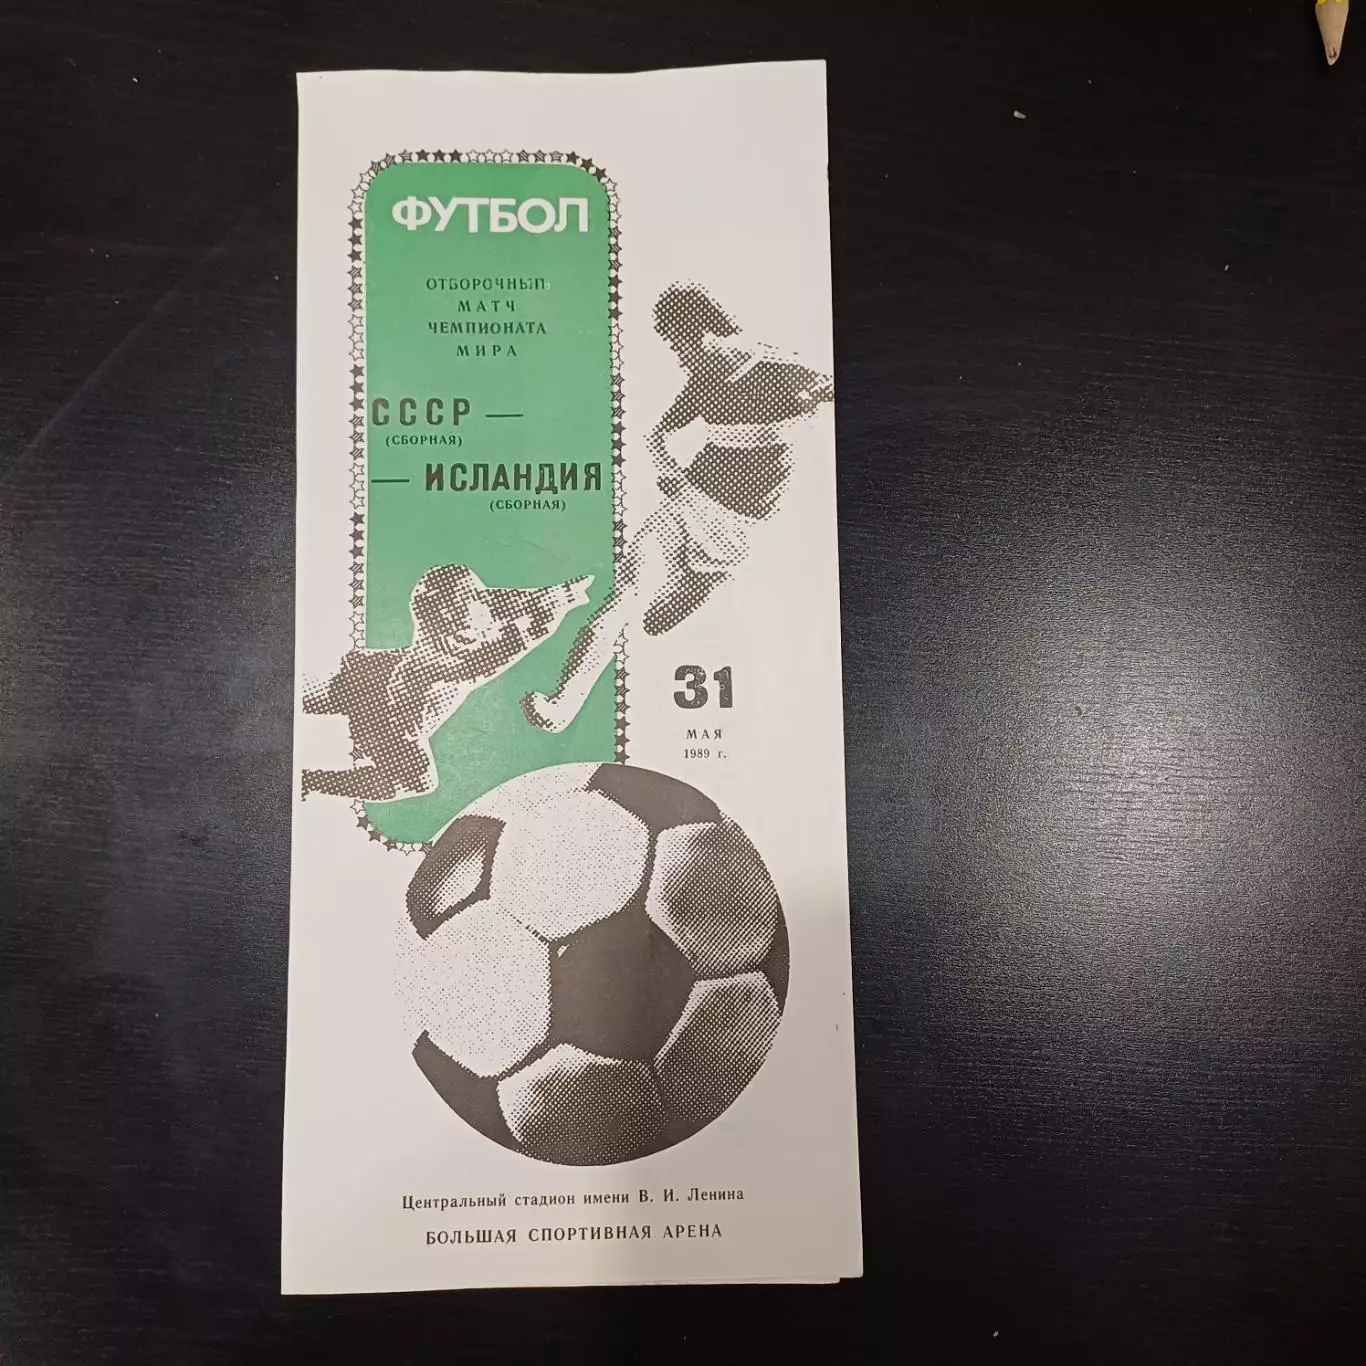 ФУТБОЛ
ОТБОРОЧНЫЙ
МАТЧ
ЧЕМПИОНАТА
МИРА
СССР —
(СБОРНАЯ)
— ИСЛАНДИЯ
(СБОРНАЯ)
31
МАЯ
1989 г.
Центральный стадион имени В. И. Ленина
БОЛЬШАЯ СПОРТИВНАЯ АРЕНА